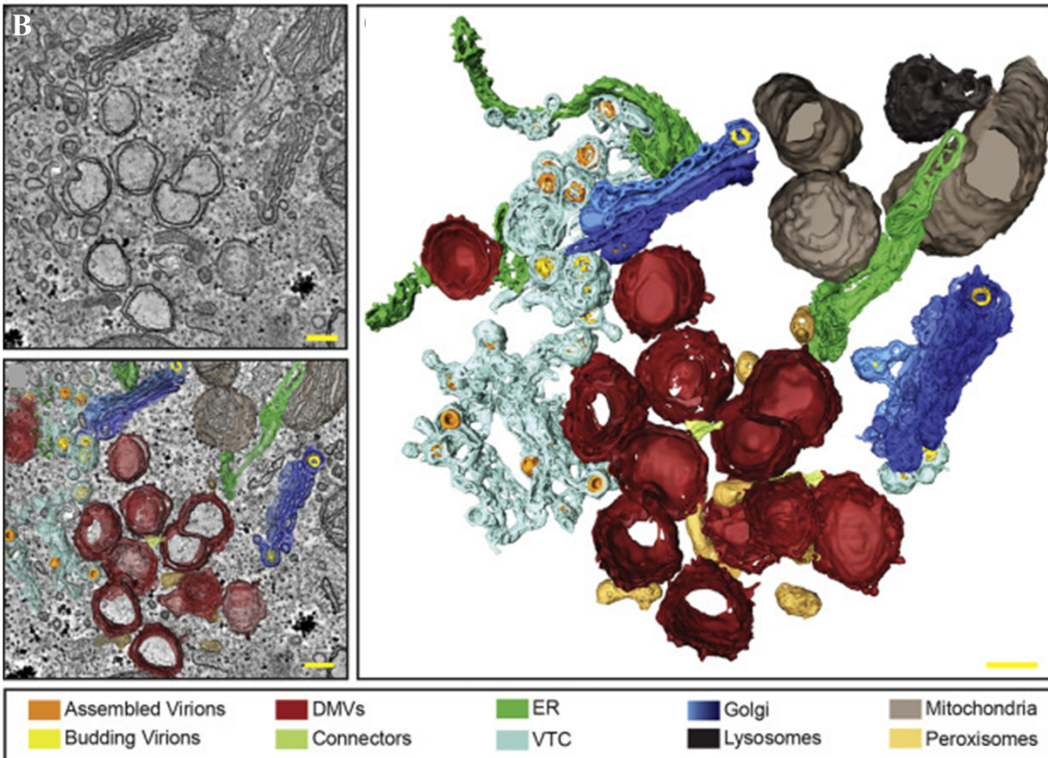 B
Assembled Virions DMVs ER Golgi Mitochondria
Budding Virions Connectors VTC Lysosomes Peroxisomes